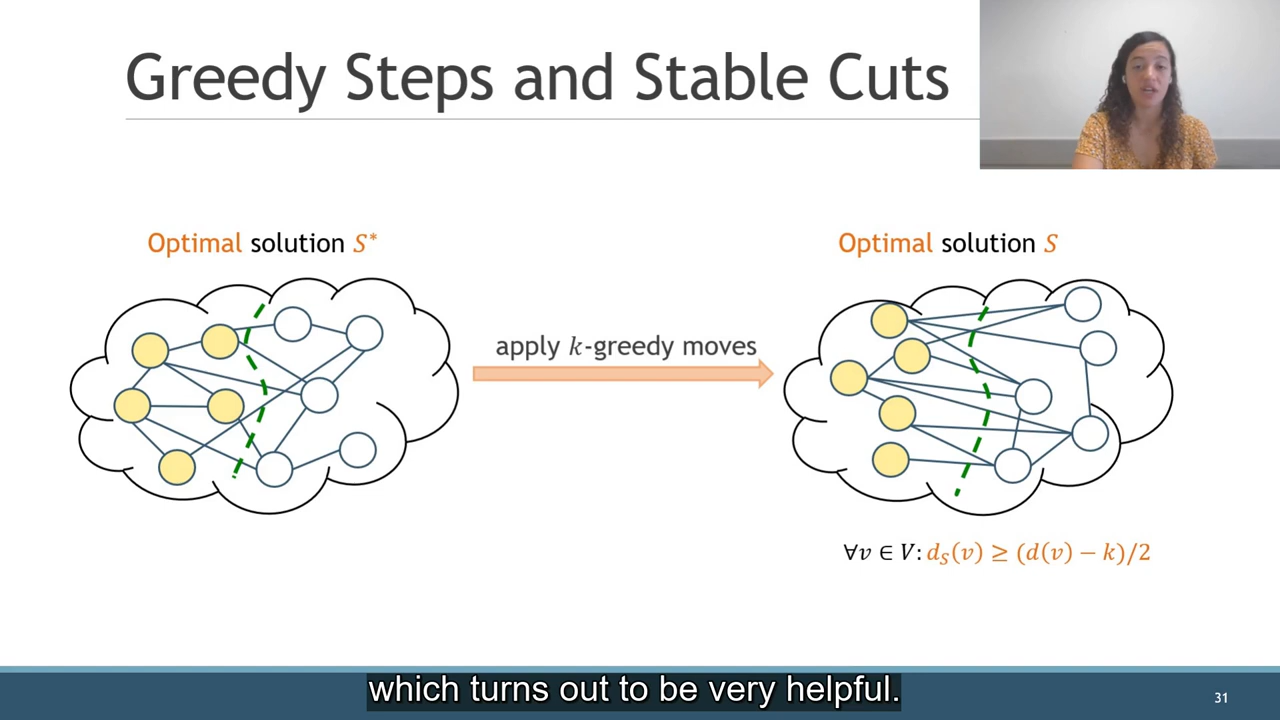 Greedy Steps and Stable Cuts
Optimal solution S*
Optimal solution S
apply k-greedy moves
∀v ∈ V: d_S(v) ≥ (d(v) − k)/2
which turns out to be very helpful.
31